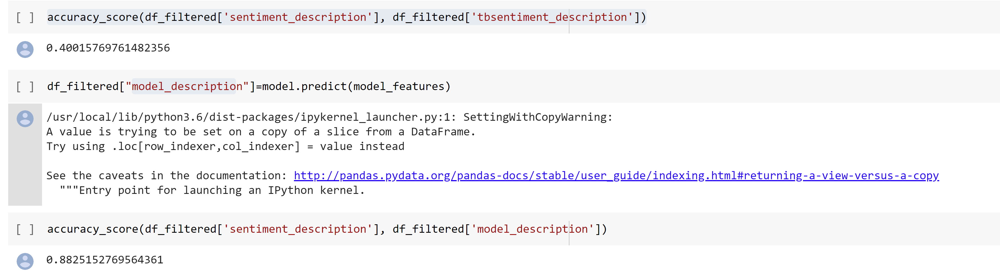 [ ] accuracy_score(df_filtered['sentiment_description'], df_filtered['tbsentiment_description'])
0.40015769761482356
[ ] df_filtered["model_description"]=model.predict(model_features)
/usr/local/lib/python3.6/dist-packages/ipykernel_launcher.py:1: SettingWithCopyWarning:
A value is trying to be set on a copy of a slice from a DataFrame.
Try using .loc[row_indexer,col_indexer] = value instead
See the caveats in the documentation: http://pandas.pydata.org/pandas-docs/stable/user_guide/indexing.html#returning-a-view-versus-a-copy
"""Entry point for launching an IPython kernel.
[ ] accuracy_score(df_filtered['sentiment_description'], df_filtered['model_description'])
0.8825152769564361